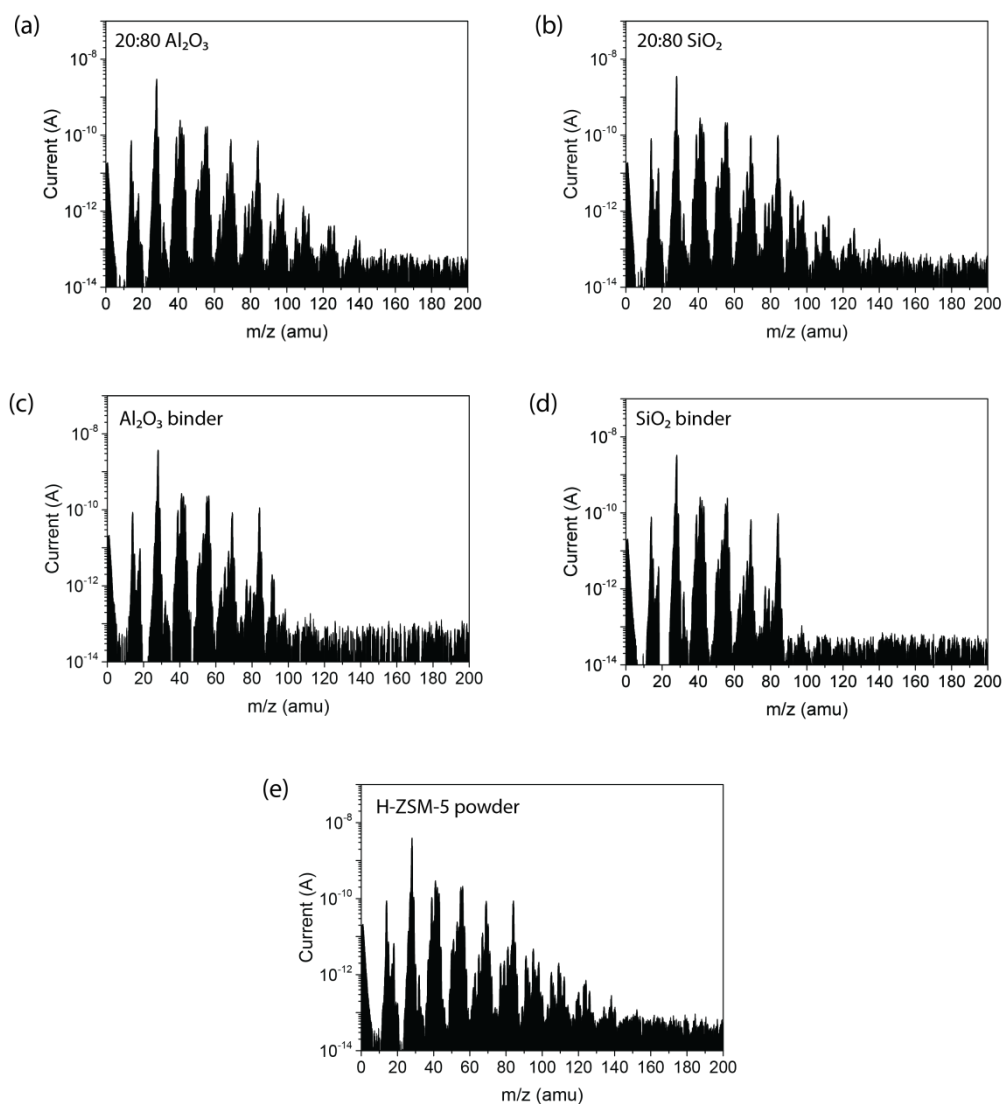 (a)
20:80 Al₂O₃
Current (A)
10⁻⁸
10⁻¹⁰
10⁻¹²
10⁻¹⁴
0 20 40 60 80 100 120 140 160 180 200
m/z (amu)
(b)
20:80 SiO₂
Current (A)
10⁻⁸
10⁻¹⁰
10⁻¹²
10⁻¹⁴
0 20 40 60 80 100 120 140 160 180 200
m/z (amu)
(c)
Al₂O₃ binder
Current (A)
10⁻⁸
10⁻¹⁰
10⁻¹²
10⁻¹⁴
0 20 40 60 80 100 120 140 160 180 200
m/z (amu)
(d)
SiO₂ binder
Current (A)
10⁻⁸
10⁻¹⁰
10⁻¹²
10⁻¹⁴
0 20 40 60 80 100 120 140 160 180 200
m/z (amu)
(e)
H-ZSM-5 powder
Current (A)
10⁻⁸
10⁻¹⁰
10⁻¹²
10⁻¹⁴
0 20 40 60 80 100 120 140 160 180 200
m/z (amu)